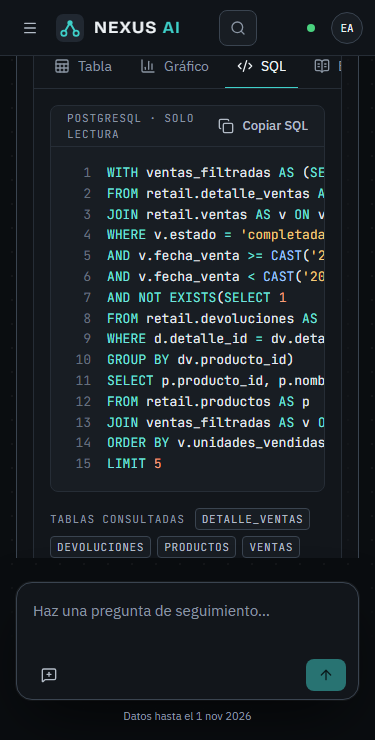 NEXUS AI
EA
Tabla
Gráfico
SQL
POSTGRESQL · SOLO
LECTURA
Copiar SQL
1 WITH ventas_filtradas AS (SE
2 FROM retail.detalle_ventas A
3 JOIN retail.ventas AS v ON v
4 WHERE v.estado = 'completada
5 AND v.fecha_venta >= CAST('2
6 AND v.fecha_venta < CAST('20
7 AND NOT EXISTS(SELECT 1
8 FROM retail.devoluciones AS
9 WHERE d.detalle_id = dv.deta
10 GROUP BY dv.producto_id)
11 SELECT p.producto_id, p.nomb
12 FROM retail.productos AS p
13 JOIN ventas_filtradas AS v O
14 ORDER BY v.unidades_vendidas
15 LIMIT 5
TABLAS CONSULTADAS DETALLE_VENTAS
DEVOLUCIONES PRODUCTOS VENTAS
Haz una pregunta de seguimiento...
Datos hasta el 1 nov 2026